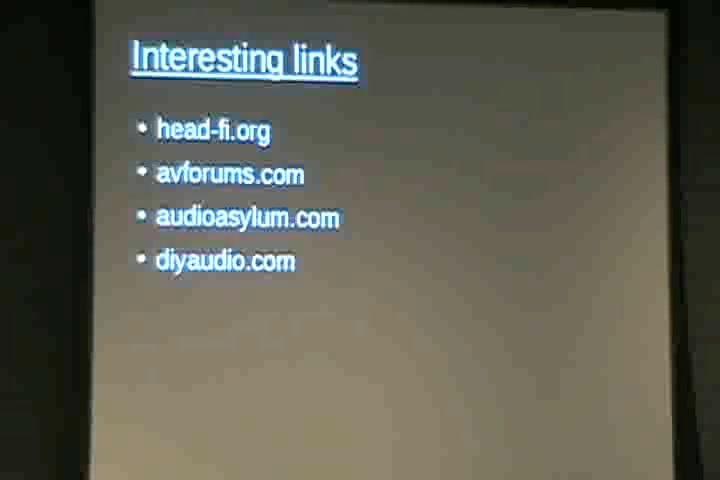 Interesting links
• head-fi.org
• avforums.com
• audioasylum.com
• diyaudio.com